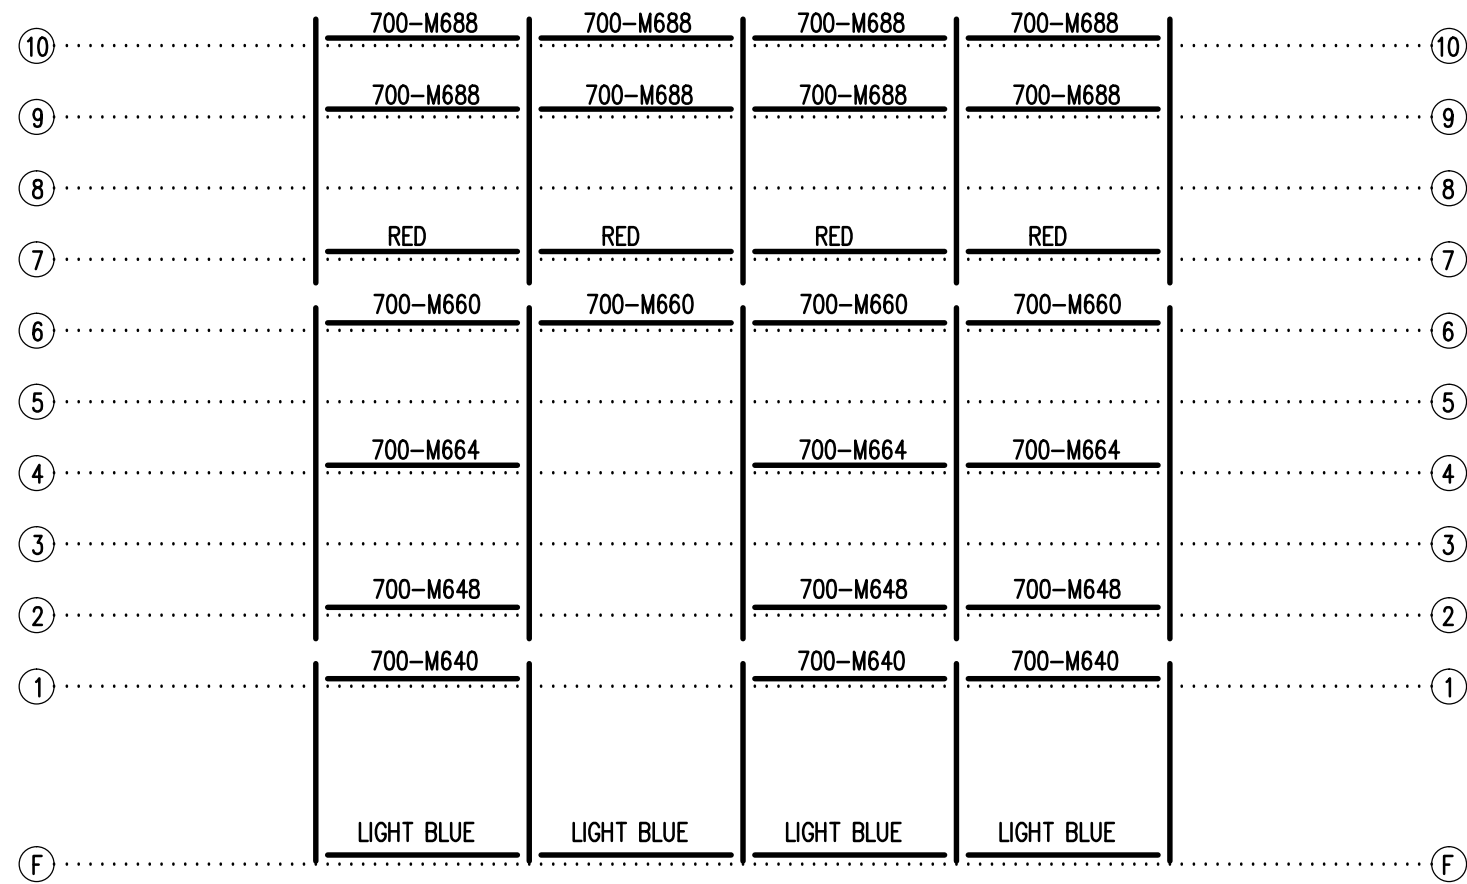 10 700-M688 700-M688 700-M688 700-M688 10
9 700-M688 700-M688 700-M688 700-M688 9
8 8
7 RED RED RED RED 7
6 700-M660 700-M660 700-M660 700-M660 6
5 5
4 700-M664 700-M664 700-M664 4
3 3
2 700-M648 700-M648 700-M648 2
1 700-M640 700-M640 700-M640 1
F LIGHT BLUE LIGHT BLUE LIGHT BLUE LIGHT BLUE F